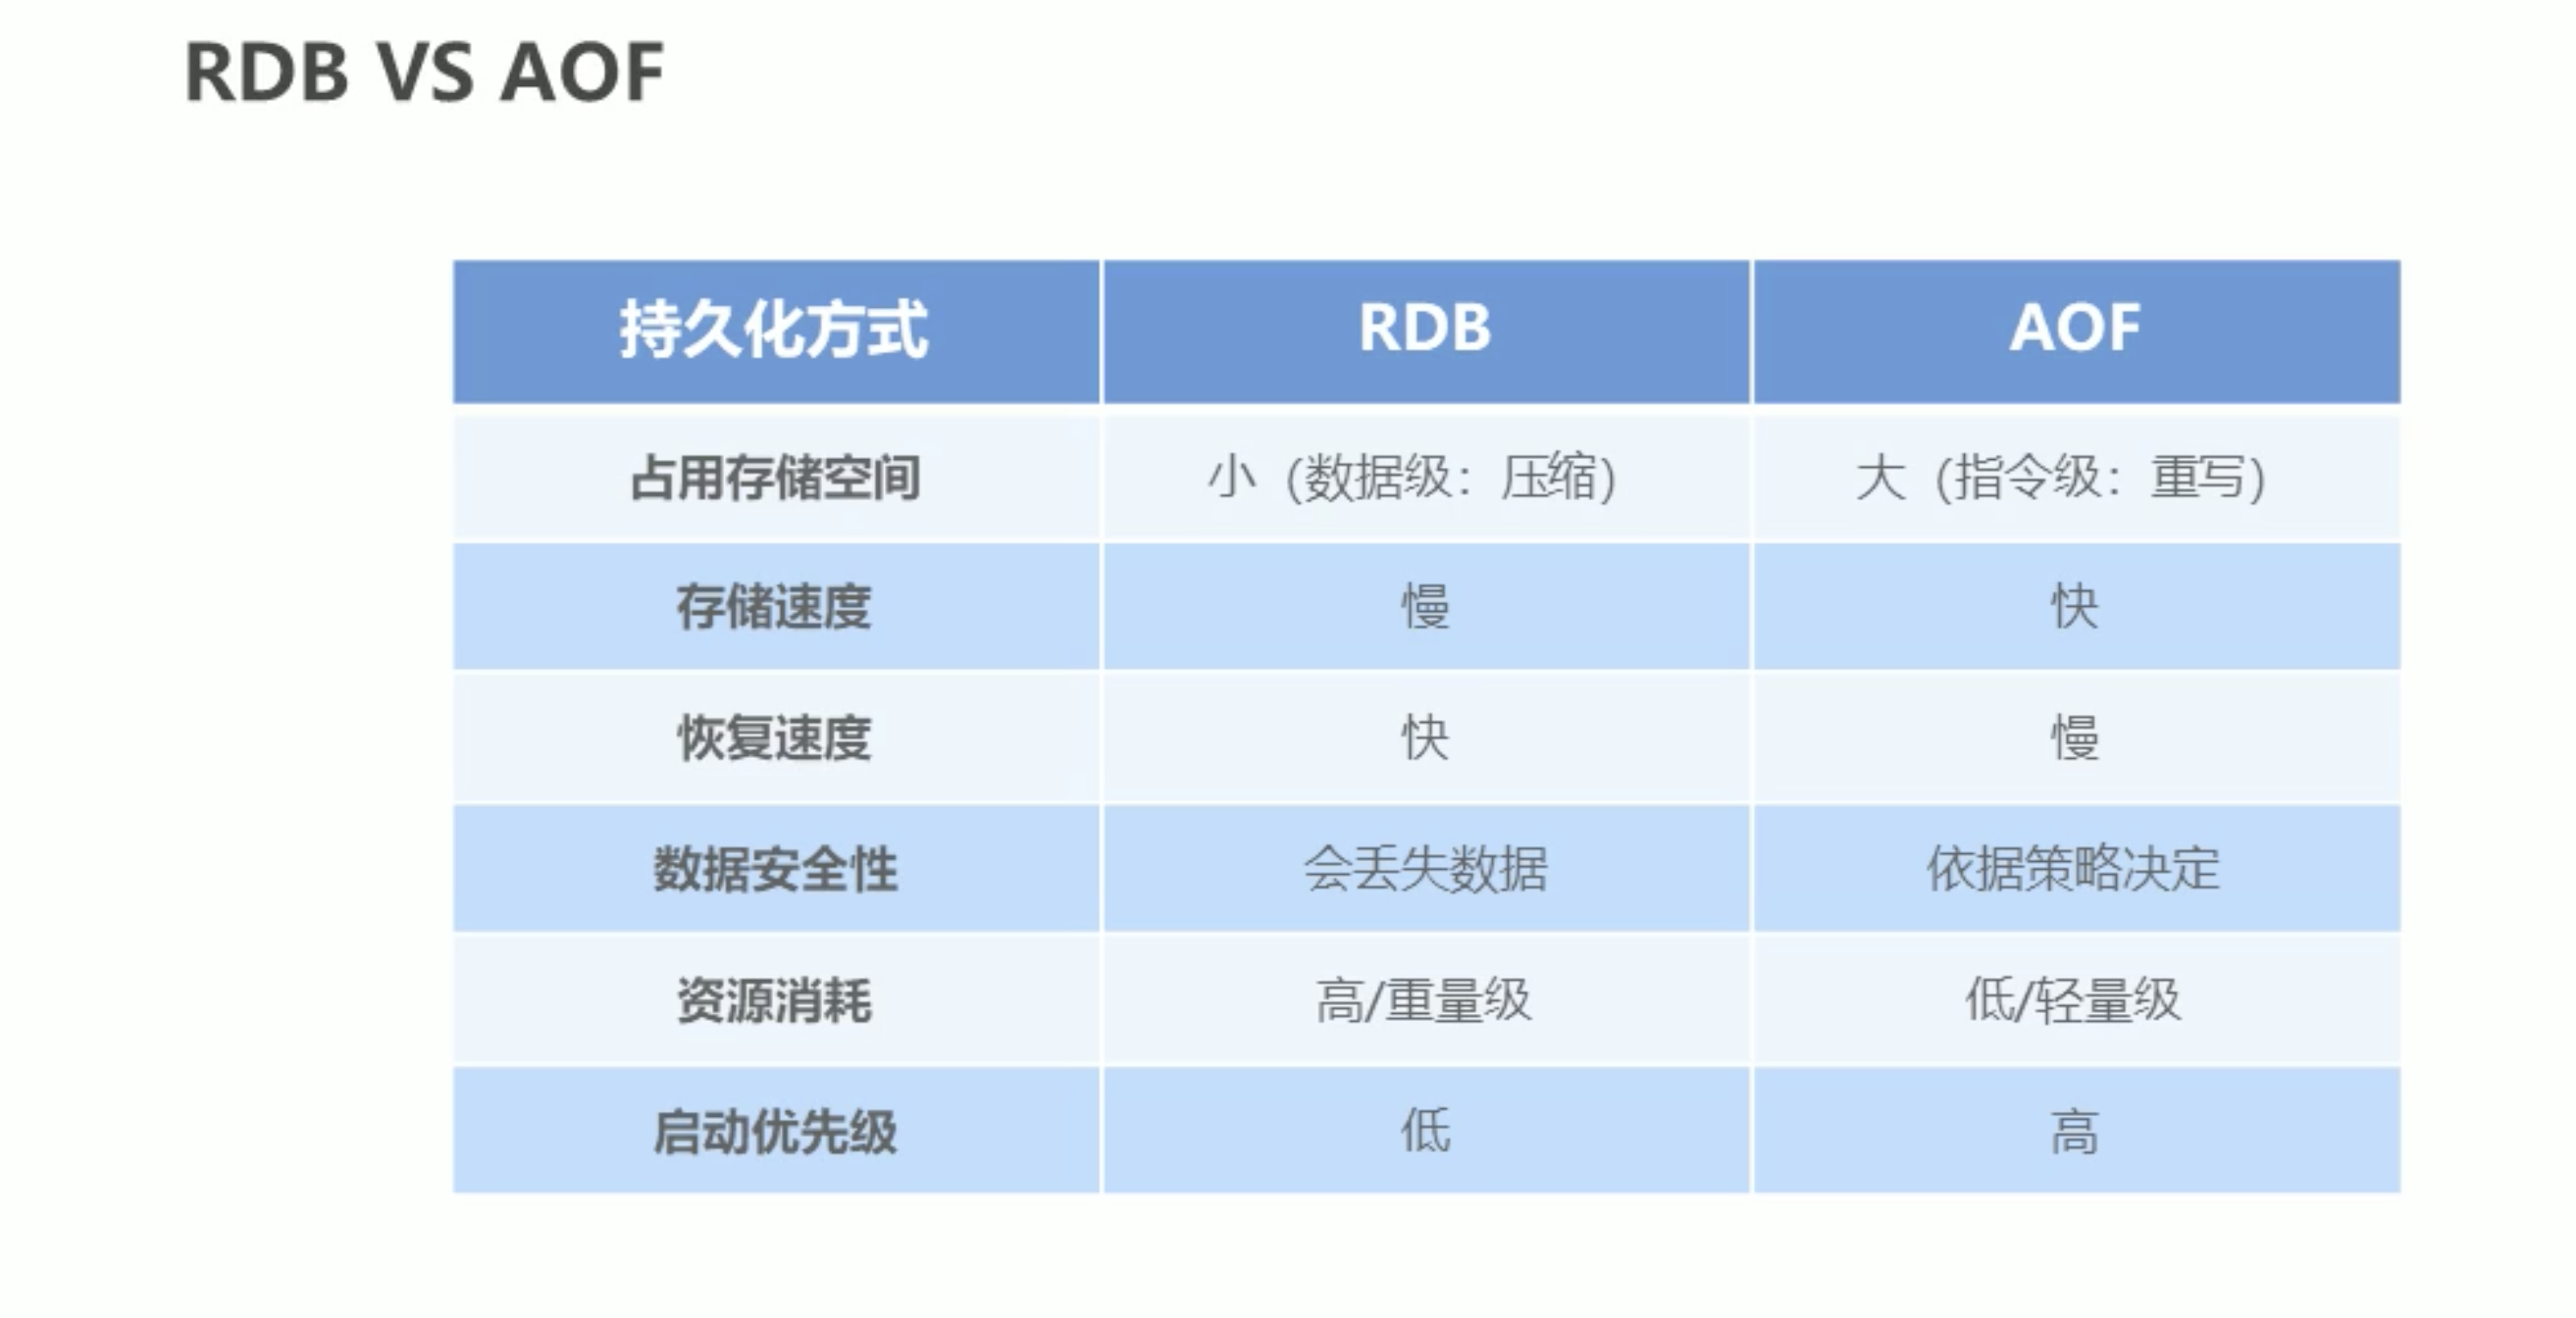 RDB VS AOF
持久化方式 RDB AOF
占用存储空间 小（数据级：压缩） 大（指令级：重写）
存储速度 慢 快
恢复速度 快 慢
数据安全性 会丢失数据 依据策略决定
资源消耗 高/重量级 低/轻量级
启动优先级 低 高